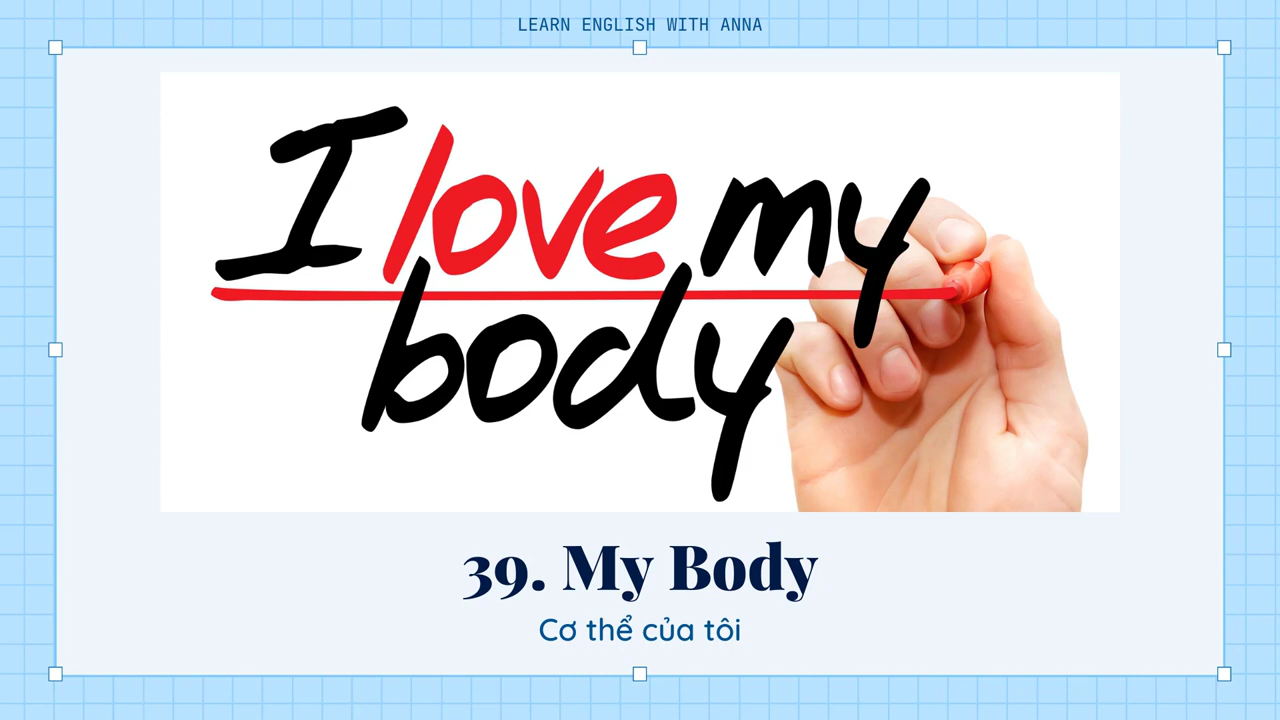 LEARN ENGLISH WITH ANNA
I love my
body
39. My Body
Cơ thể của tôi